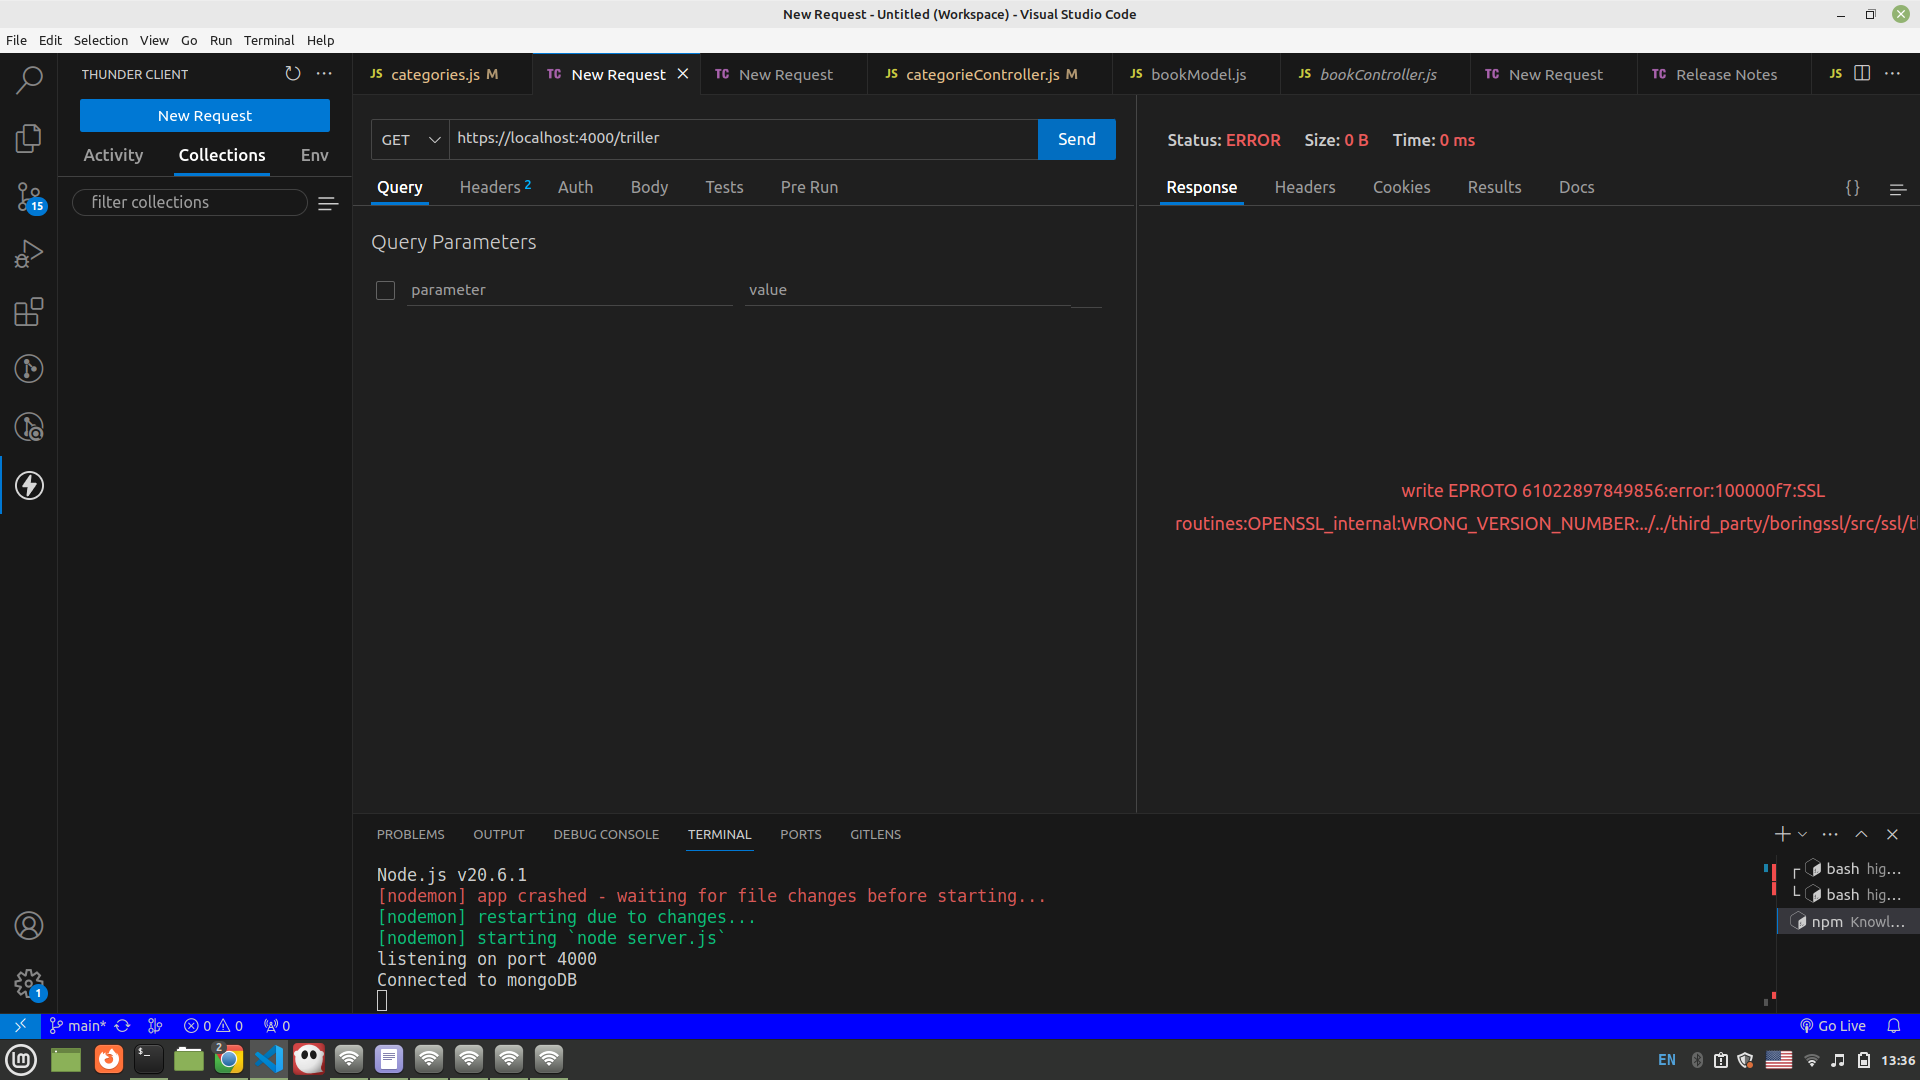 New Request - Untitled (Workspace) - Visual Studio Code
File Edit Selection View Go Run Terminal Help
THUNDER CLIENT
New Request
Activity Collections Env
filter collections
15
JS categories.js M
TC New Request
TC New Request
JS categorieController.js M
JS bookModel.js
JS bookController.js
TC New Request
TC Release Notes
JS
GET https://localhost:4000/triller Send
Query Headers 2 Auth Body Tests Pre Run
Query Parameters
parameter value
Status: ERROR Size: 0 B Time: 0 ms
Response Headers Cookies Results Docs {}
write EPROTO 61022897849856:error:100000f7:SSL
routines:OPENSSL_internal:WRONG_VERSION_NUMBER:../../third_party/boringssl/src/ssl/t
PROBLEMS OUTPUT DEBUG CONSOLE TERMINAL PORTS GITLENS
Node.js v20.6.1
[nodemon] app crashed - waiting for file changes before starting...
[nodemon] restarting due to changes...
[nodemon] starting `node server.js`
listening on port 4000
Connected to mongoDB
bash hig...
bash hig...
npm Knowl...
1
main* 0 0 0 Go Live
2
EN 13:36